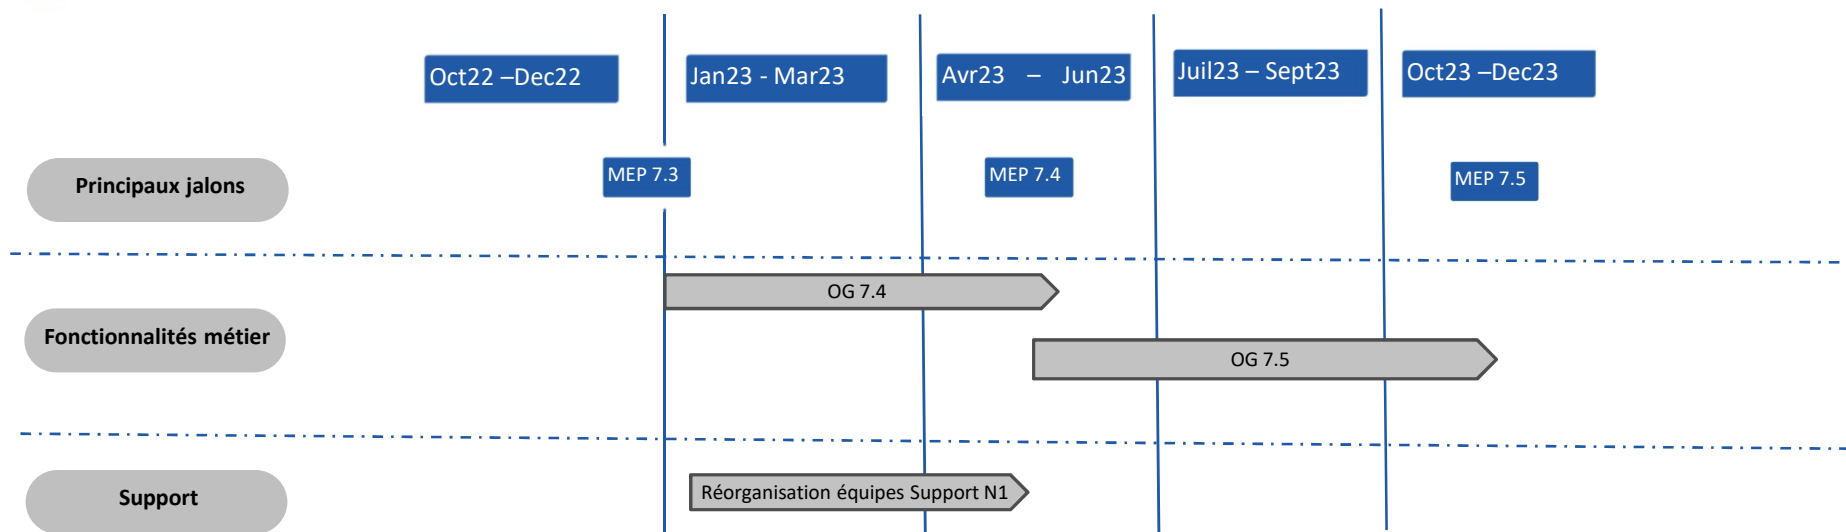 Oct22 –Dec22
Jan23 - Mar23
Avr23 – Jun23
Juil23 – Sept23
Oct23 –Dec23
Principaux jalons
MEP 7.3
MEP 7.4
MEP 7.5
Fonctionnalités métier
OG 7.4
OG 7.5
Support
Réorganisation équipes Support N1